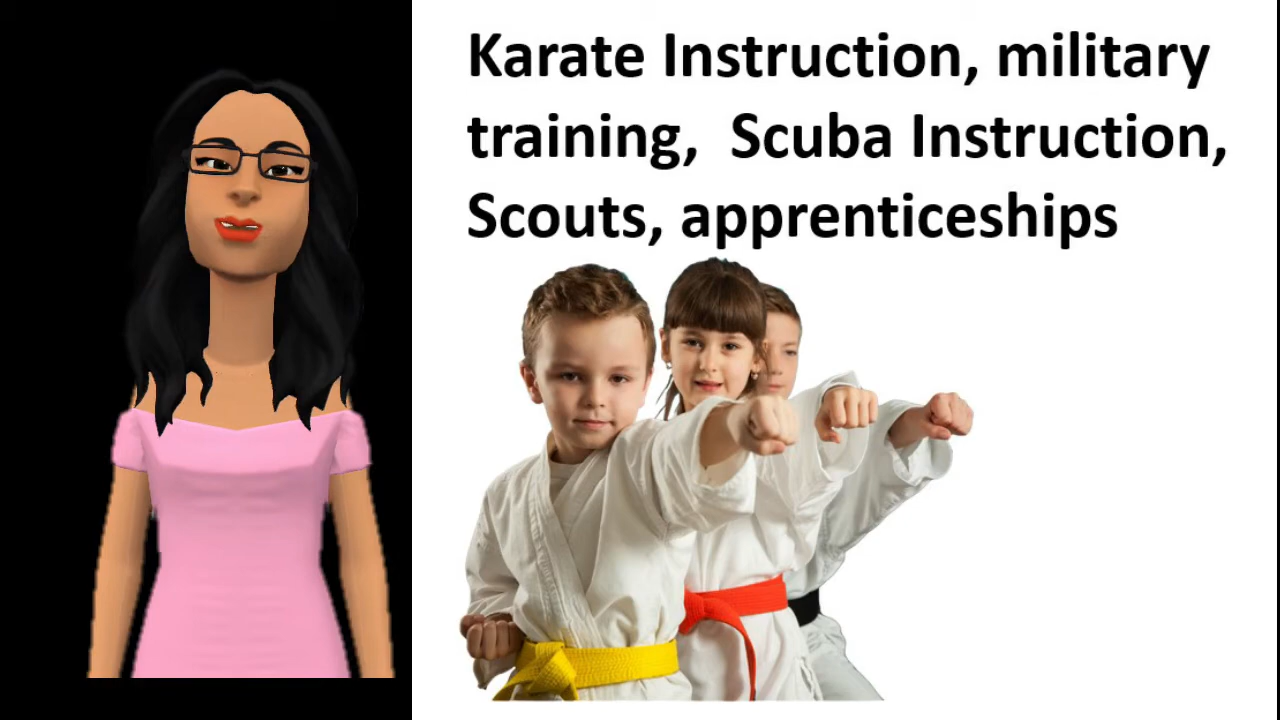 Karate Instruction, military
training,  Scuba Instruction,
Scouts, apprenticeships